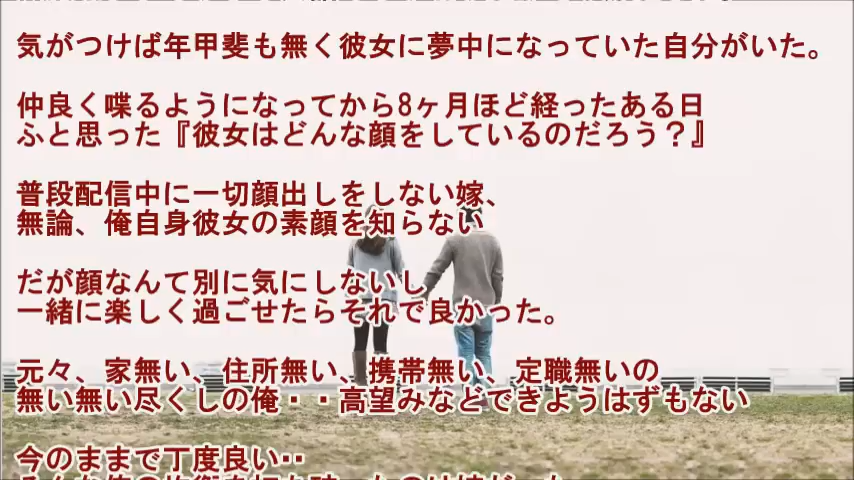 気がつけば年甲斐も無く彼女に夢中になっていた自分がいた。
仲良く喋るようになってから8ヶ月ほど経ったある日
ふと思った『彼女はどんな顔をしているのだろう？』
普段配信中に一切顔出しをしない嫁、
無論、俺自身彼女の素顔を知らない
だが顔なんて別に気にしないし
一緒に楽しく過ごせたらそれで良かった。
元々、家無い、住所無い、携帯無い、定職無いの
無い無い尽くしの俺・・高望みなどできようはずもない
今のままで丁度良い・・